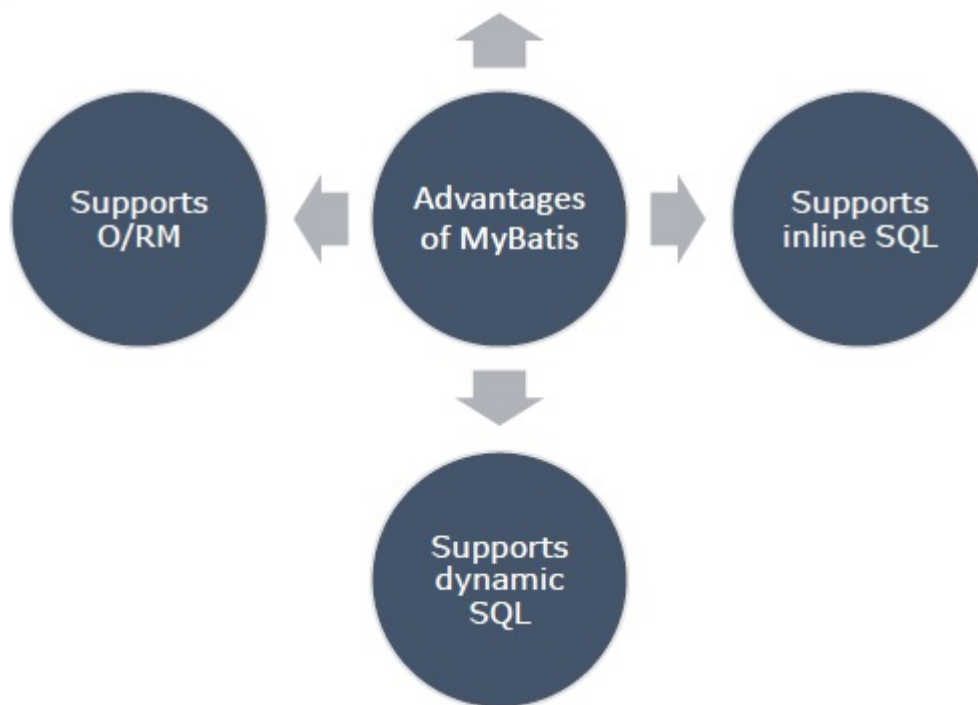 Supports
O/RM
Advantages
of MyBatis
Supports
inline SQL
Supports
dynamic
SQL